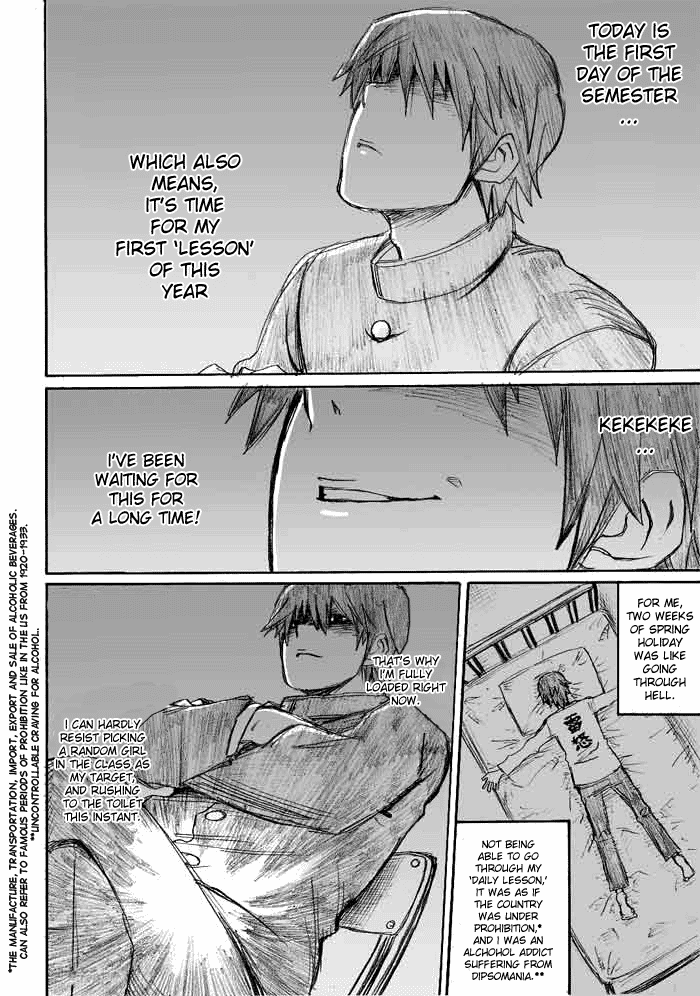 TODAY IS
THE FIRST
DAY OF THE
SEMESTER
...
WHICH ALSO
MEANS,
IT'S TIME
FOR MY
FIRST 'LESSON'
OF THIS
YEAR
KEKEKEKE
...
I'VE BEEN
WAITING FOR
THIS FOR
A LONG TIME!
FOR ME,
TWO WEEKS
OF SPRING
HOLIDAY
WAS LIKE
GOING
THROUGH
HELL.
NOT BEING
ABLE TO GO
THROUGH MY
'DAILY LESSON,'
IT WAS AS IF
THE COUNTRY
WAS UNDER
PROHIBITION,*
AND I WAS AN
ALCHOHOL ADDICT
SUFFERING FROM
DIPSOMANIA.**
THAT'S WHY
I'M FULLY
LOADED RIGHT
NOW.
I CAN HARDLY
RESIST PICKING
A RANDOM GIRL
IN THE CLASS AS
MY TARGET,
AND RUSHING
TO THE TOILET
THIS INSTANT.
*THE MANUFACTURE, TRANSPORTATION, IMPORT, EXPORT AND SALE OF ALCOHOLIC BEVERAGES.
CAN ALSO REFER TO FAMOUS PERIODS OF PROHIBITION LIKE IN THE US FROM 1920-1933.
**UNCONTROLLABLE CRAVING FOR ALCOHOL.